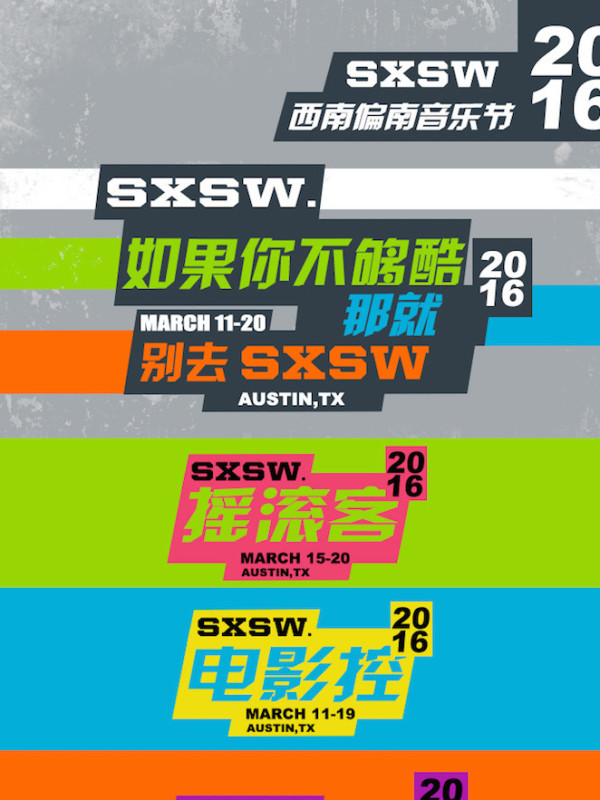 SXSW 2016
西南偏南音乐节
SXSW.
如果你不够酷
2016
那就
MARCH 11-20
别去 SXSW
AUSTIN,TX
SXSW. 2016
摇滚客
MARCH 15-20
AUSTIN,TX
SXSW. 2016
电影控
MARCH 11-19
AUSTIN,TX
20